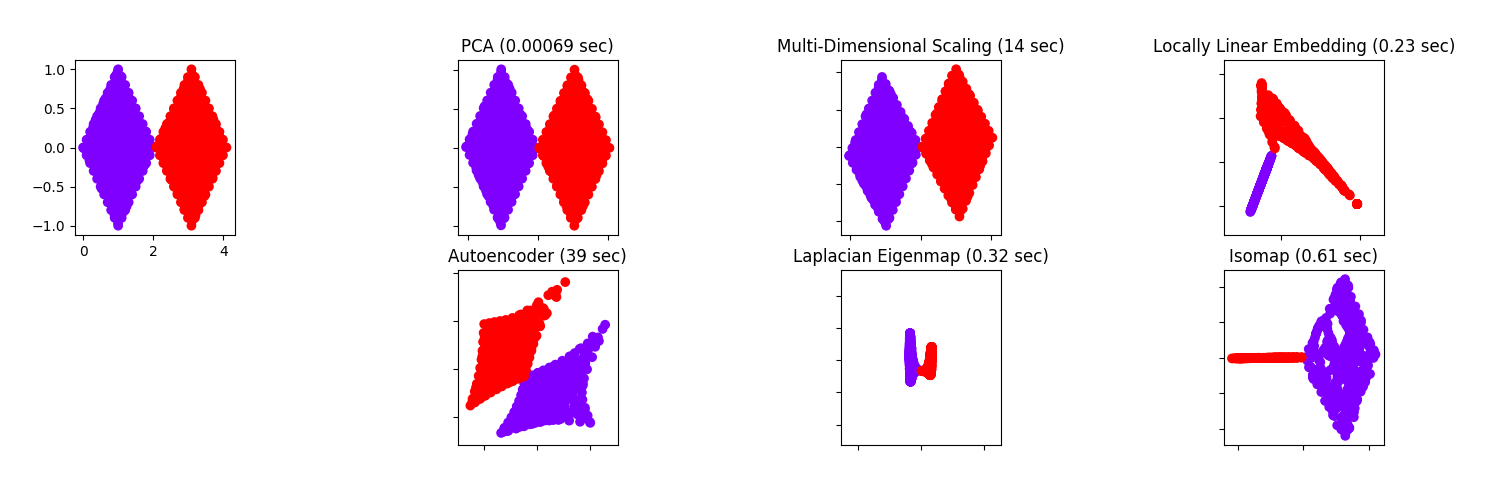 PCA (0.00069 sec)
Multi-Dimensional Scaling (14 sec)
Locally Linear Embedding (0.23 sec)
1.0
0.5
0.0
−0.5
−1.0
0 2 4
Autoencoder (39 sec)
Laplacian Eigenmap (0.32 sec)
Isomap (0.61 sec)